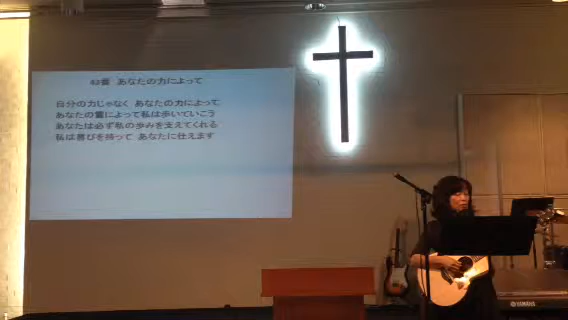 42番 あなたの力によって
自分の力じゃなく あなたの力によって
あなたの霊によって私は歩いていこう
あなたは必ず私の歩みを支えてくれる
私は喜びを持って あなたに仕えます
YAMAHA